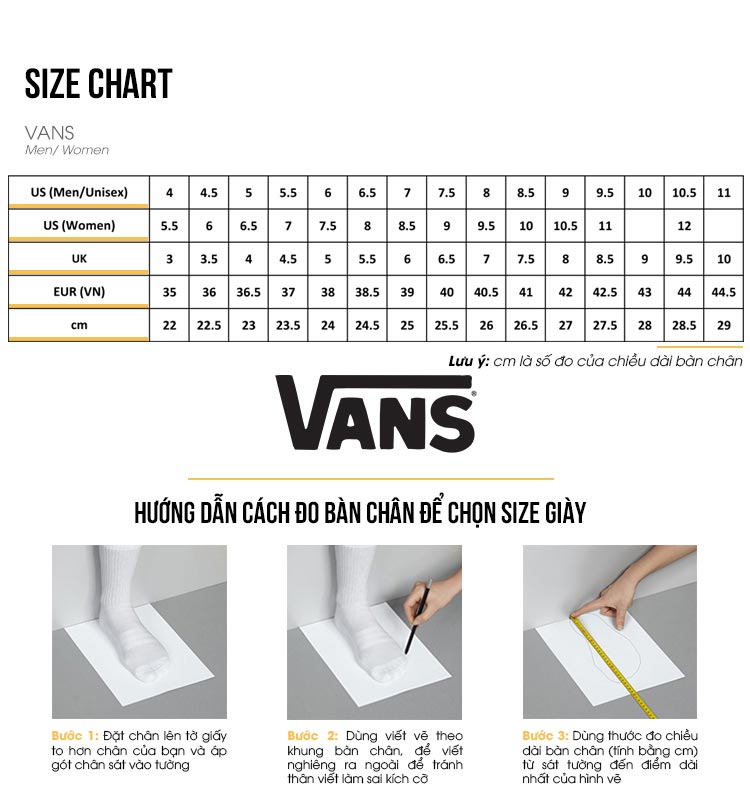 SIZE CHART
VANS
Men/ Women
US (Men/Unisex) 4 4.5 5 5.5 6 6.5 7 7.5 8 8.5 9 9.5 10 10.5 11
US (Women) 5.5 6 6.5 7 7.5 8 8.5 9 9.5 10 10.5 11 12
UK 3 3.5 4 4.5 5 5.5 6 6.5 7 7.5 8 8.5 9 9.5 10
EUR (VN) 35 36 36.5 37 38 38.5 39 40 40.5 41 42 42.5 43 44 44.5
cm 22 22.5 23 23.5 24 24.5 25 25.5 26 26.5 27 27.5 28 28.5 29
Lưu ý: cm là số đo của chiều dài bàn chân
VANS®
HƯỚNG DẪN CÁCH ĐO BÀN CHÂN ĐỂ CHỌN SIZE GIÀY
Bước 1: Đặt chân lên tờ giấy
to hơn chân của bạn và áp
gót chân sát vào tường
Bước 2: Dùng viết vẽ theo
khung bàn chân, để viết
nghiêng ra ngoài để tránh
thân viết làm sai kích cỡ
Bước 3: Dùng thước đo chiều
dài bàn chân (tính bằng cm)
từ sát tường đến điểm dài
nhất của hình vẽ